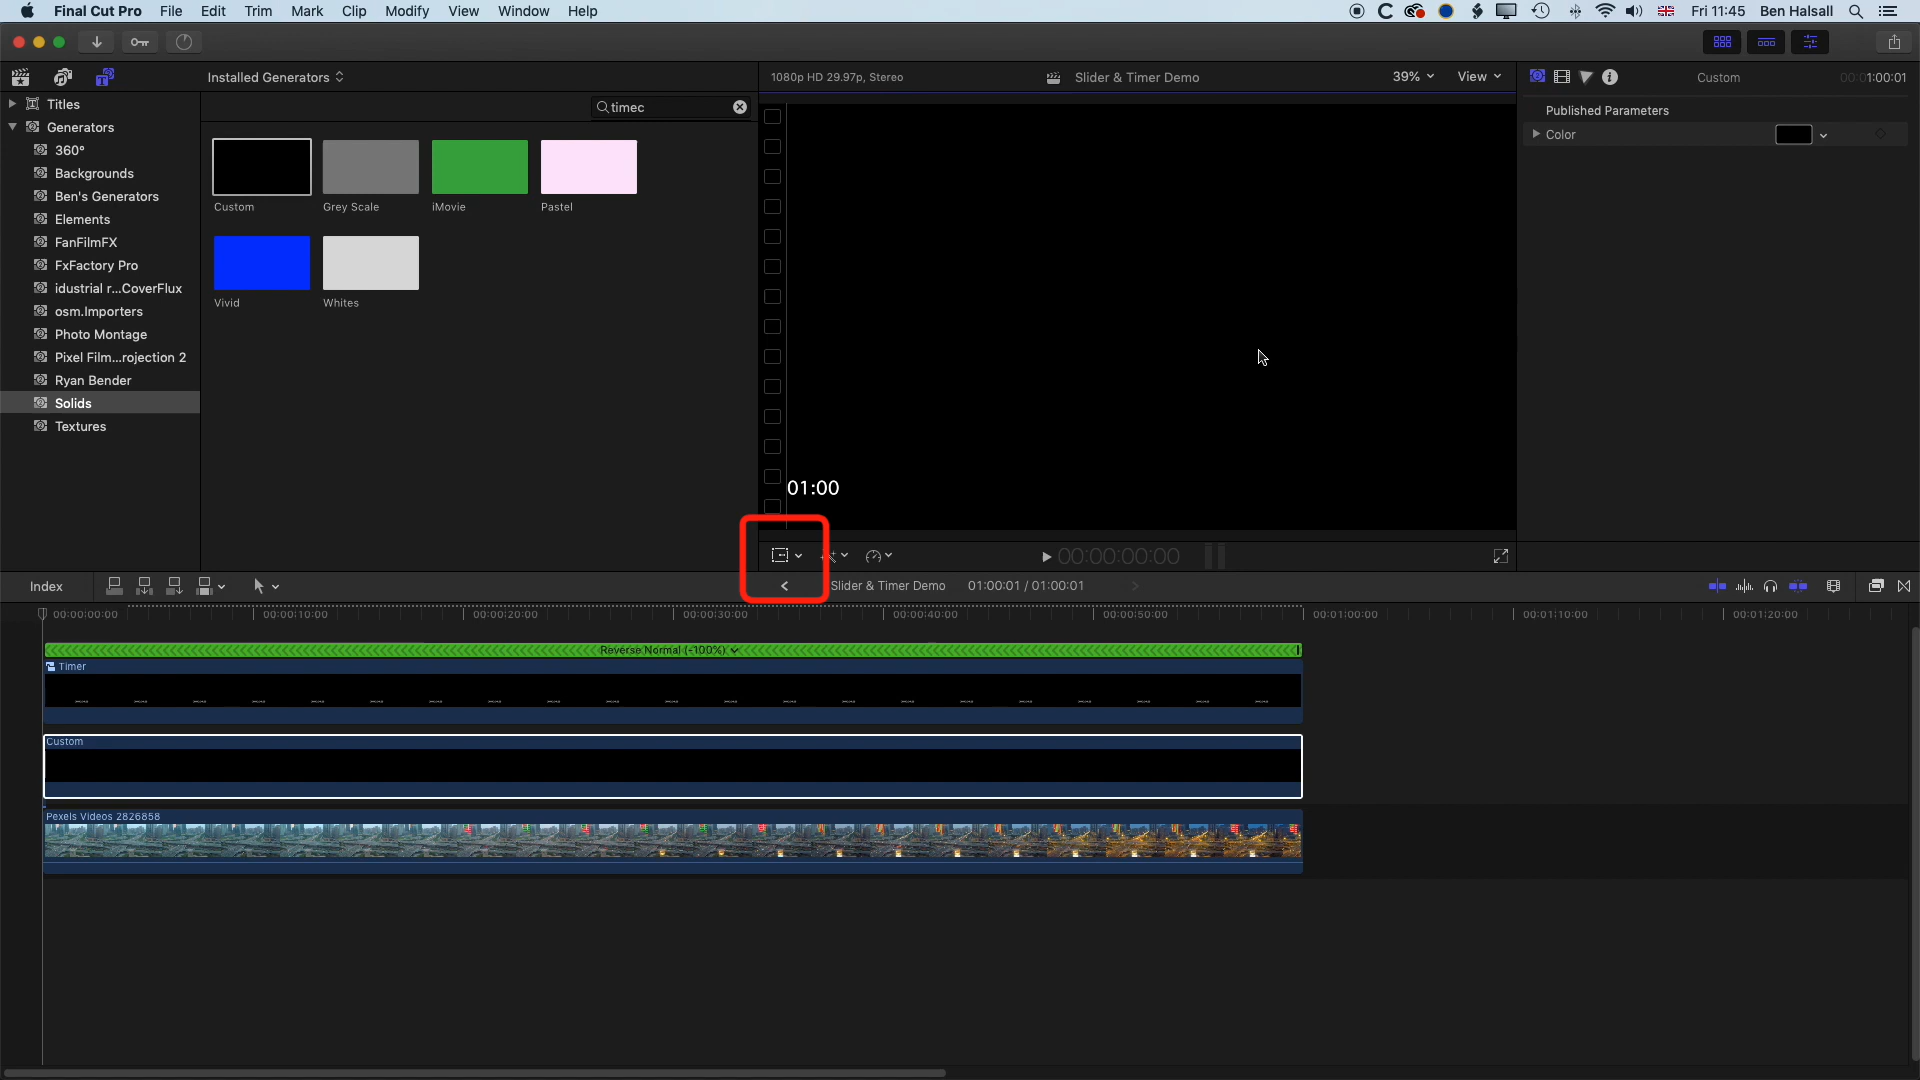 Final Cut Pro File Edit Trim Mark Clip Modify View Window Help Fri 11:45 Ben Halsall
Installed Generators
1080p HD 29.97p, Stereo
Slider & Timer Demo
39%
View
Custom
00:01:00:01
Titles
Generators
360°
Backgrounds
Ben's Generators
Elements
FanFilmFX
FxFactory Pro
idustrial r...CoverFlux
osm.Importers
Photo Montage
Pixel Film...rojection 2
Ryan Bender
Solids
Textures
timec
Custom
Grey Scale
iMovie
Pastel
Vivid
Whites
01:00
Published Parameters
Color
00:00:00:00
Index
Slider & Timer Demo
01:00:01 / 01:00:01
00:00:00:00 00:00:10:00 00:00:20:00 00:00:30:00 00:00:40:00 00:00:50:00 00:01:00:00 00:01:10:00 00:01:20:00
Reverse Normal (-100%)
Timer
Custom
Pexels Videos 2826858